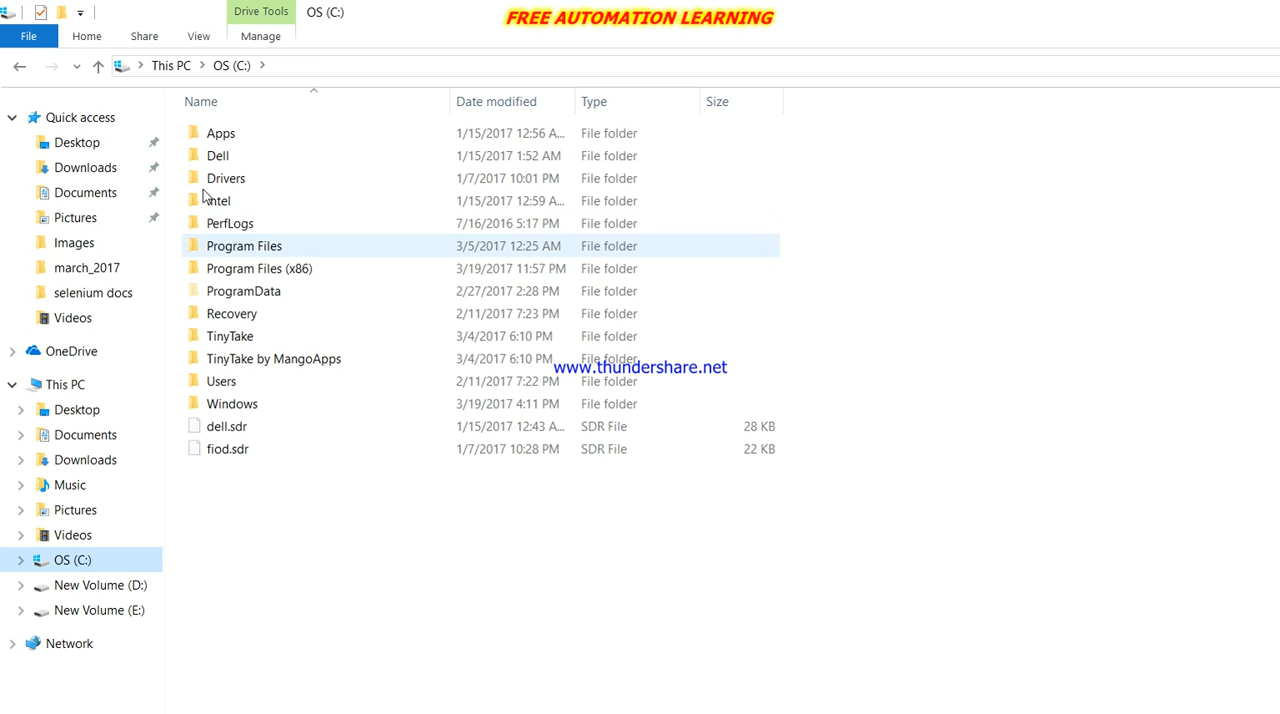 Drive Tools OS (C:)
FREE AUTOMATION LEARNING
File Home Share View Manage
This PC OS (C:)
Name Date modified Type Size
Quick access
Desktop
Downloads
Documents
Pictures
Images
march_2017
selenium docs
Videos
OneDrive
This PC
Desktop
Documents
Downloads
Music
Pictures
Videos
OS (C:)
New Volume (D:)
New Volume (E:)
Network
Apps 1/15/2017 12:56 A... File folder
Dell 1/15/2017 1:52 AM File folder
Drivers 1/7/2017 10:01 PM File folder
Intel 1/15/2017 12:59 A... File folder
PerfLogs 7/16/2016 5:17 PM File folder
Program Files 3/5/2017 12:25 AM File folder
Program Files (x86) 3/19/2017 11:57 PM File folder
ProgramData 2/27/2017 2:28 PM File folder
Recovery 2/11/2017 7:23 PM File folder
TinyTake 3/4/2017 6:10 PM File folder
TinyTake by MangoApps 3/4/2017 6:10 PM File folder
www.thundershare.net
Users 2/11/2017 7:22 PM File folder
Windows 3/19/2017 4:11 PM File folder
dell.sdr 1/15/2017 12:43 A... SDR File 28 KB
fiod.sdr 1/7/2017 10:28 PM SDR File 22 KB